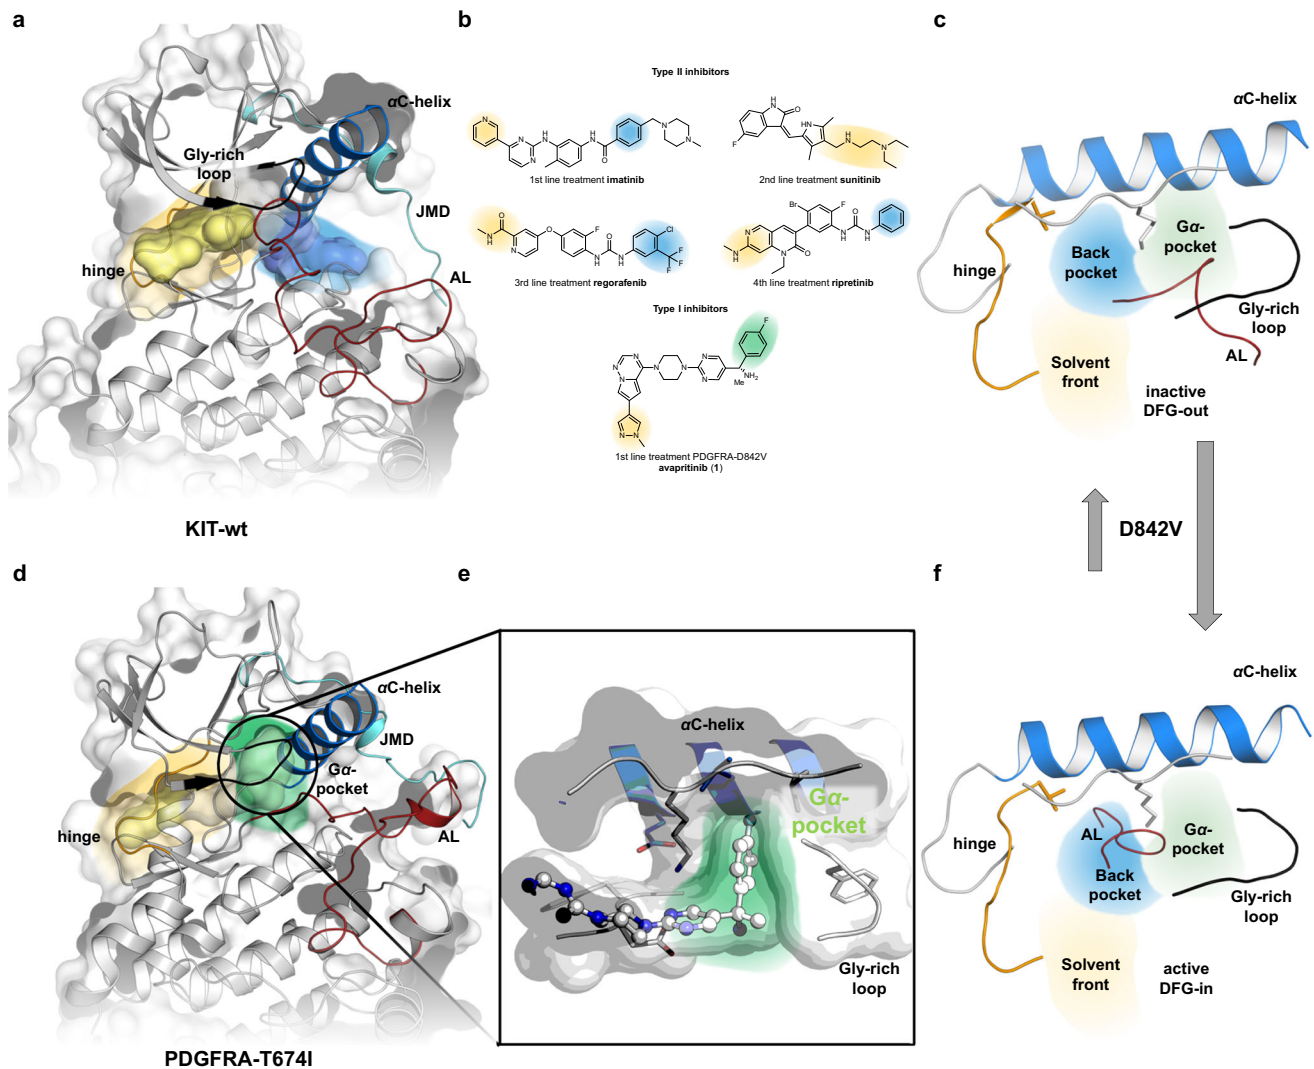 a
αC-helix
Gly-rich
loop
JMD
hinge
AL
KIT-wt
b
Type II inhibitors
1st line treatment imatinib
2nd line treatment sunitinib
3rd line treatment regorafenib
4th line treatment ripretinib
Type I inhibitors
1st line treatment PDGFRA-D842V
avapritinib (1)
c
αC-helix
Back
pocket
Gα-
pocket
hinge
Gly-rich
loop
AL
Solvent
front
inactive
DFG-out
D842V
d
αC-helix
JMD
Gα-
pocket
hinge
AL
PDGFRA-T674I
e
αC-helix
Gα-
pocket
Gly-rich
loop
f
αC-helix
AL
Gα-
pocket
hinge
Back
pocket
Gly-rich
loop
Solvent
front
active
DFG-in